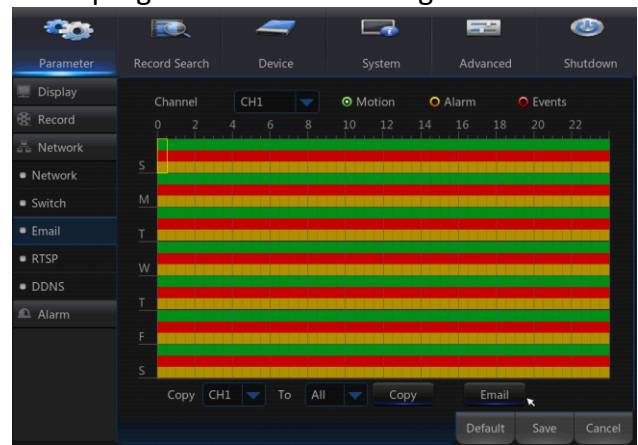 Parameter Record Search Device System Advanced Shutdown
Display
Record
Network
Network
Switch
Email
RTSP
DDNS
Alarm
Channel CH1 Motion Alarm Events
0 2 4 6 8 10 12 14 16 18 20 22
S
M
T
W
T
F
S
Copy CH1 To All Copy Email
Default Save Cancel